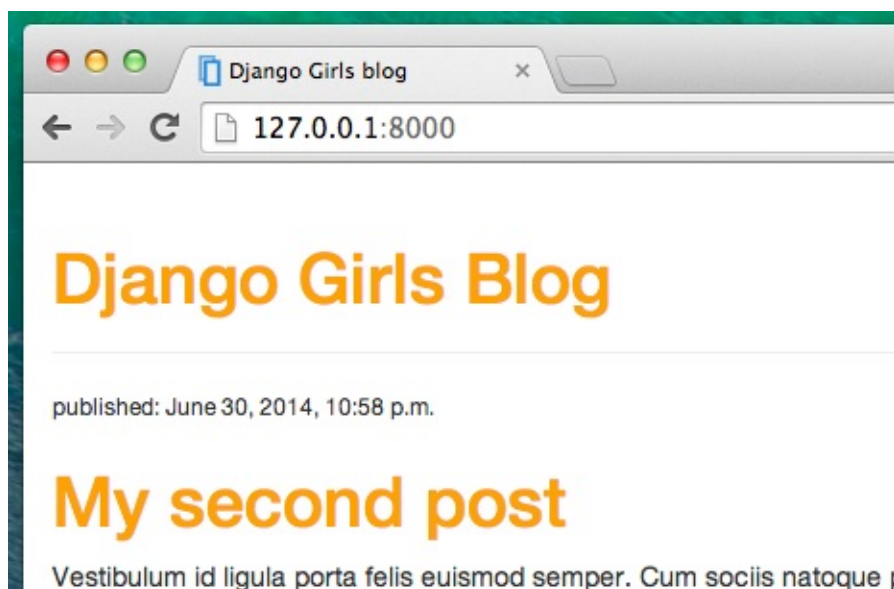 Django Girls blog
127.0.0.1:8000
Django Girls Blog
published: June 30, 2014, 10:58 p.m.
My second post
Vestibulum id ligula porta felis euismod semper. Cum sociis natoque